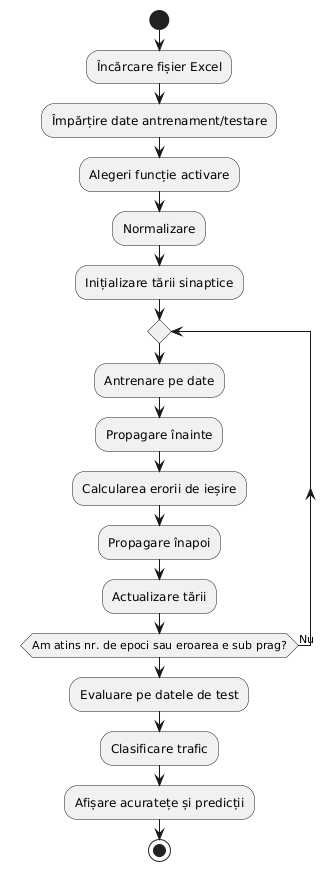 Încărcare fișier Excel
Împărțire date antrenament/testare
Alegeri funcție activare
Normalizare
Inițializare tării sinaptice
Antrenare pe date
Propagare înainte
Calcularea erorii de ieșire
Propagare înapoi
Actualizare tării
Am atins nr. de epoci sau eroarea e sub prag?
Nu
Evaluare pe datele de test
Clasificare trafic
Afișare acuratețe și predicții